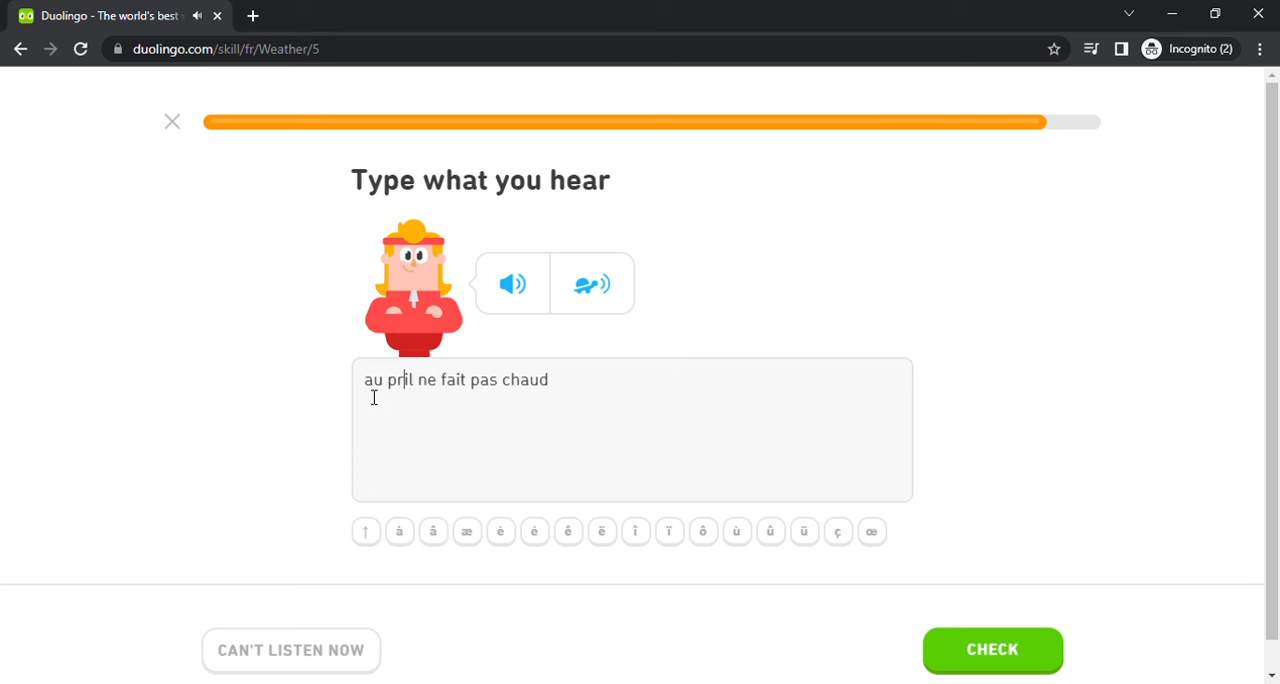 Duolingo - The world's best
duolingo.com/skill/fr/Weather/5
Incognito (2)
Type what you hear
au pril ne fait pas chaud
↑ à â æ è é ê ë î ï ô ù û ü ç œ
CAN'T LISTEN NOW
CHECK